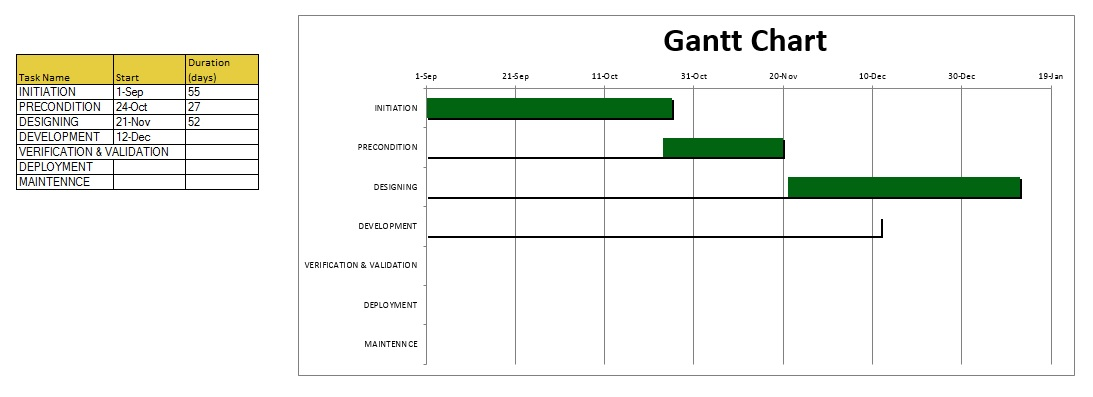 Duration
Task Name Start (days)
INITIATION 1-Sep 55
PRECONDITION 24-Oct 27
DESIGNING 21-Nov 52
DEVELOPMENT 12-Dec
VERIFICATION & VALIDATION
DEPLOYMENT
MAINTENNCE
Gantt Chart
1-Sep 21-Sep 11-Oct 31-Oct 20-Nov 10-Dec 30-Dec 19-Jan
INITIATION
PRECONDITION
DESIGNING
DEVELOPMENT
VERIFICATION & VALIDATION
DEPLOYMENT
MAINTENNCE